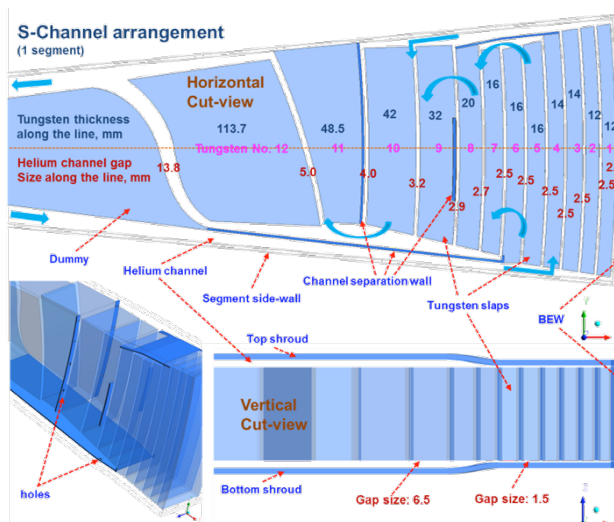 S-Channel arrangement
(1 segment)
Horizontal
Cut-view
Tungsten thickness
along the line, mm
113.7
48.5
42
32
20
16
16
16
14
14
12
12
Tungsten No. 12
11
10
9
8
7
6
5
4
3
2
1
Helium channel gap
Size along the line, mm
13.8
5.0
4.0
3.2
2.9
2.7
2.5
2.5
2.5
2.5
2.5
2.5
Dummy
Helium channel
Segment side-wall
Channel separation wall
Tungsten slaps
BEW
Top shroud
Vertical
Cut-view
holes
Bottom shroud
Gap size: 6.5
Gap size: 1.5